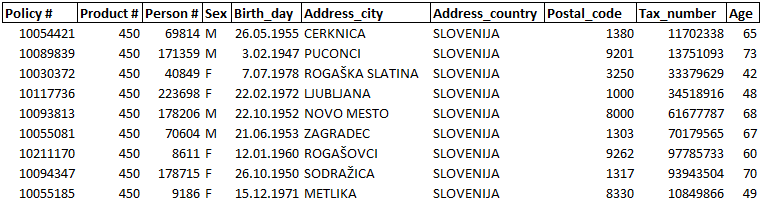 Policy # Product # Person # Sex Birth_day Address_city Address_country Postal_code Tax_number Age
10054421 450 69814 M 26.05.1955 CERKNICA SLOVENIJA 1380 11702338 65
10089839 450 171359 M 3.02.1947 PUCONCI SLOVENIJA 9201 13751093 73
10030372 450 40849 F 7.07.1978 ROGAŠKA SLATINA SLOVENIJA 3250 33379629 42
10117736 450 223698 F 22.02.1972 LJUBLJANA SLOVENIJA 1000 34518916 48
10093813 450 178206 M 22.10.1952 NOVO MESTO SLOVENIJA 8000 61677787 68
10055081 450 70604 M 21.06.1953 ZAGRADEC SLOVENIJA 1303 70179565 67
10211170 450 8611 F 12.01.1960 ROGAŠOVCI SLOVENIJA 9262 97785733 60
10094347 450 178715 F 26.10.1950 SODRAŽICA SLOVENIJA 1317 93943504 70
10055185 450 9186 F 15.12.1971 METLIKA SLOVENIJA 8330 10849866 49